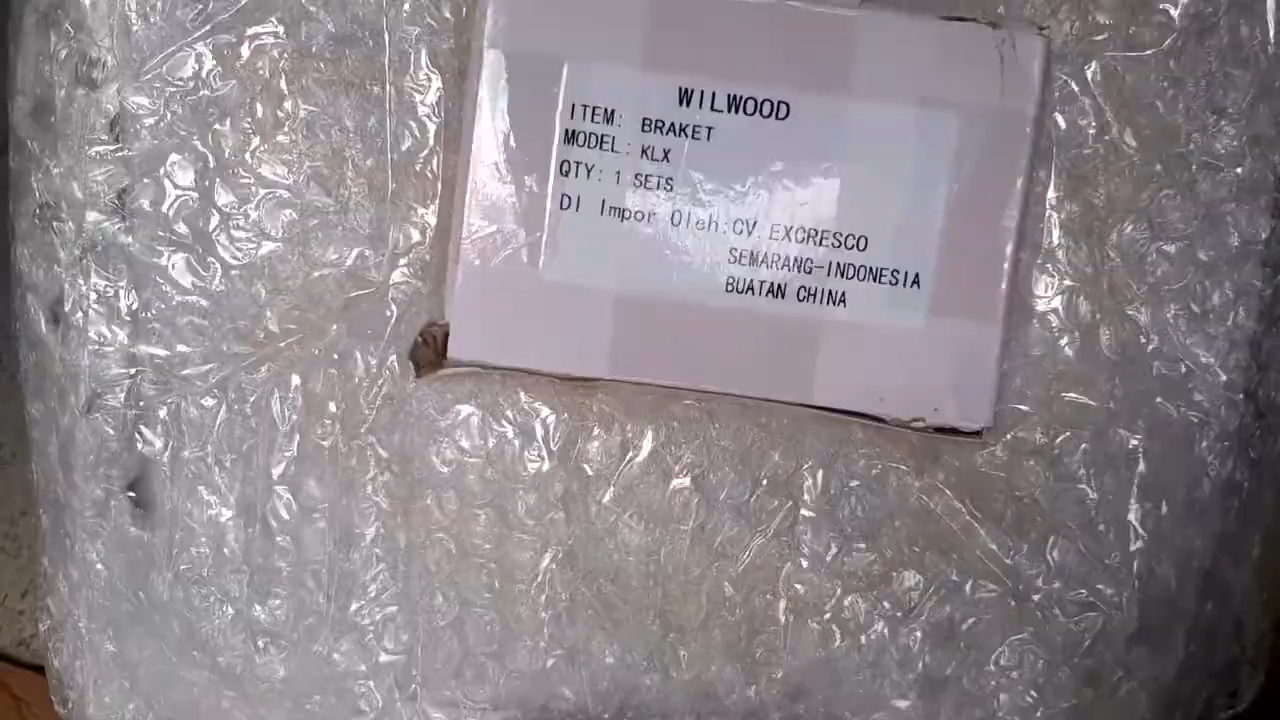 WILWOOD
ITEM: BRAKET
MODEL: KLX
QTY: 1 SETS
DI Impor Oleh:CV. EXCRESCO
SEMARANG-INDONESIA
BUATAN CHINA